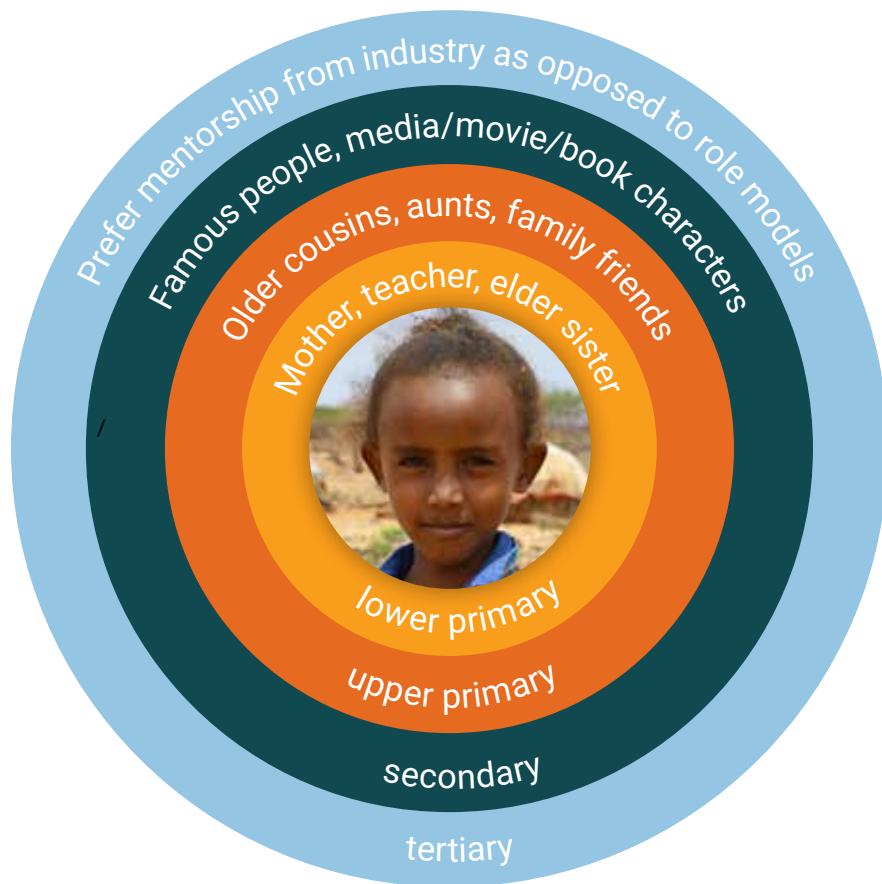 Prefer mentorship from industry as opposed to role models
Famous people, media/movie/book characters
Older cousins, aunts, family friends
Mother, teacher, elder sister
/
lower primary
upper primary
secondary
tertiary